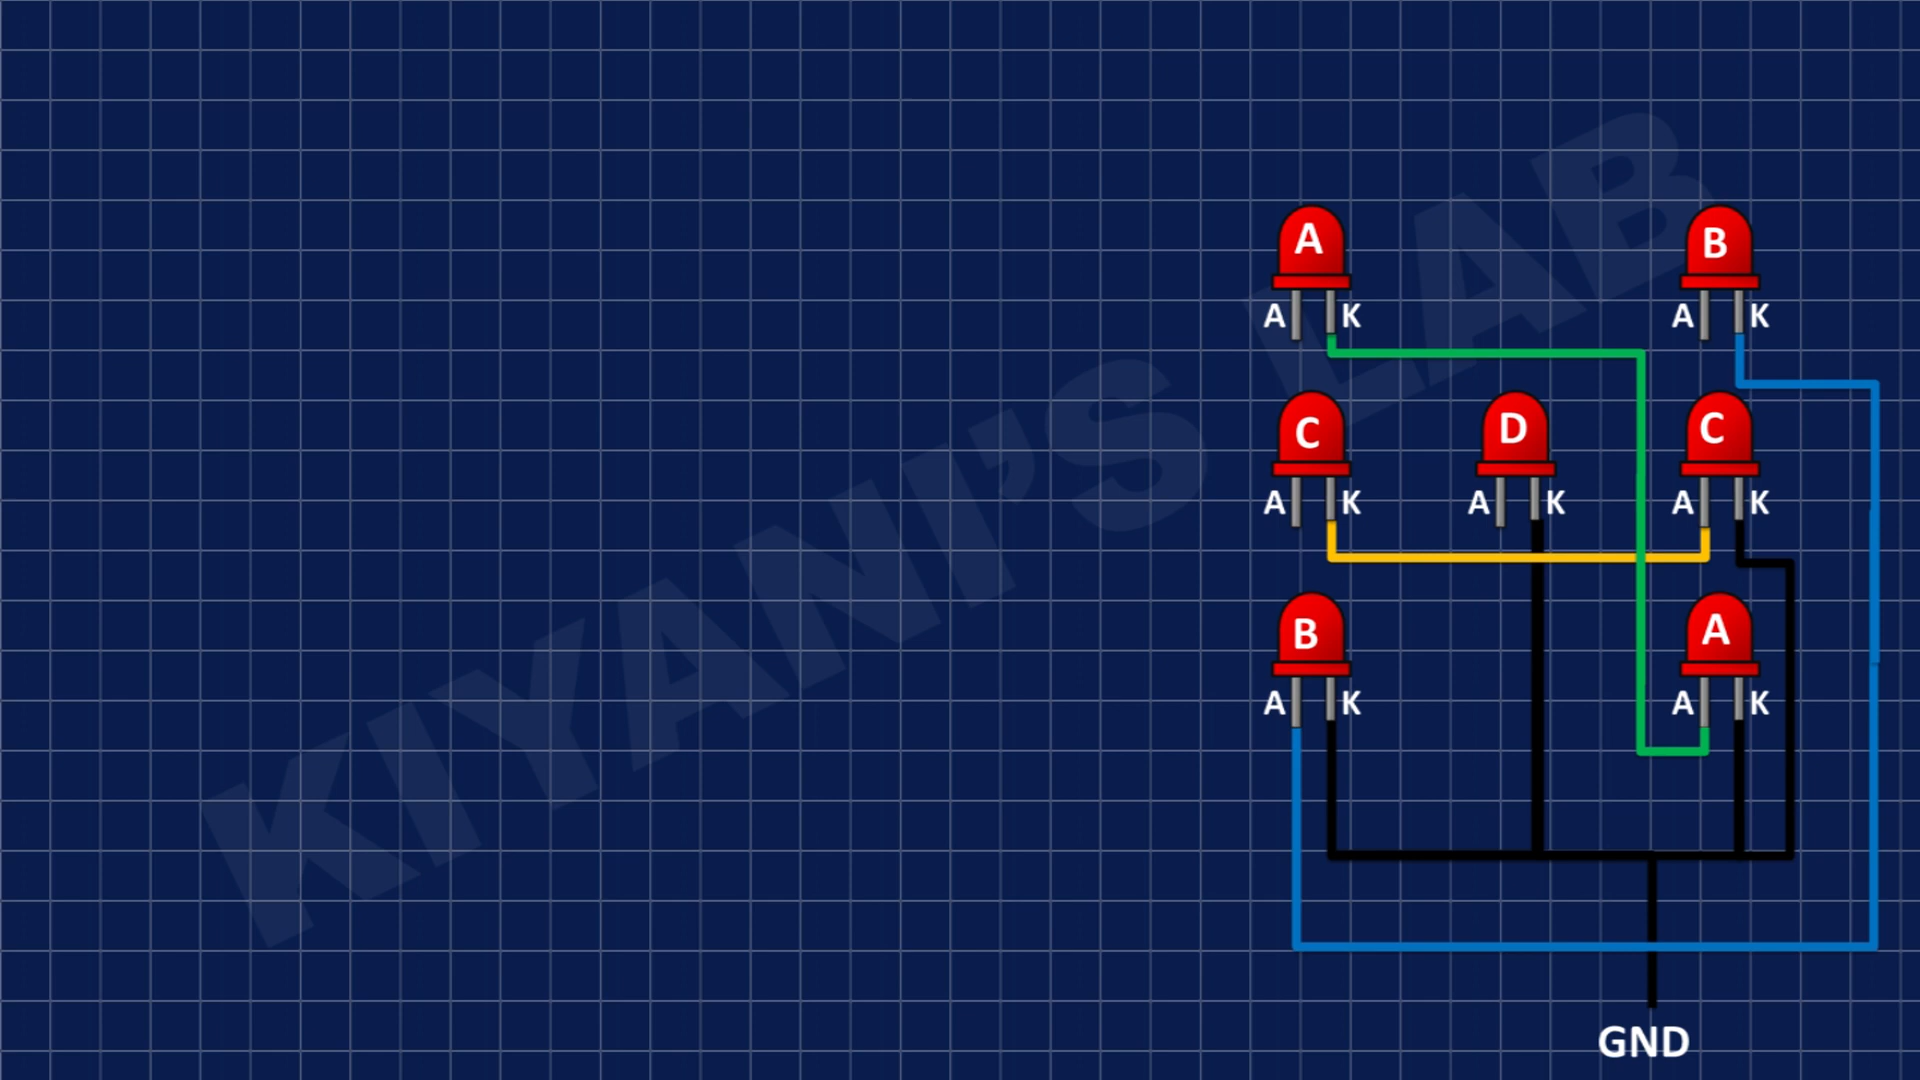 A B
A K A K
C D C
A K A K A K
B A
A K A K
GND
KIYANI'S LAB